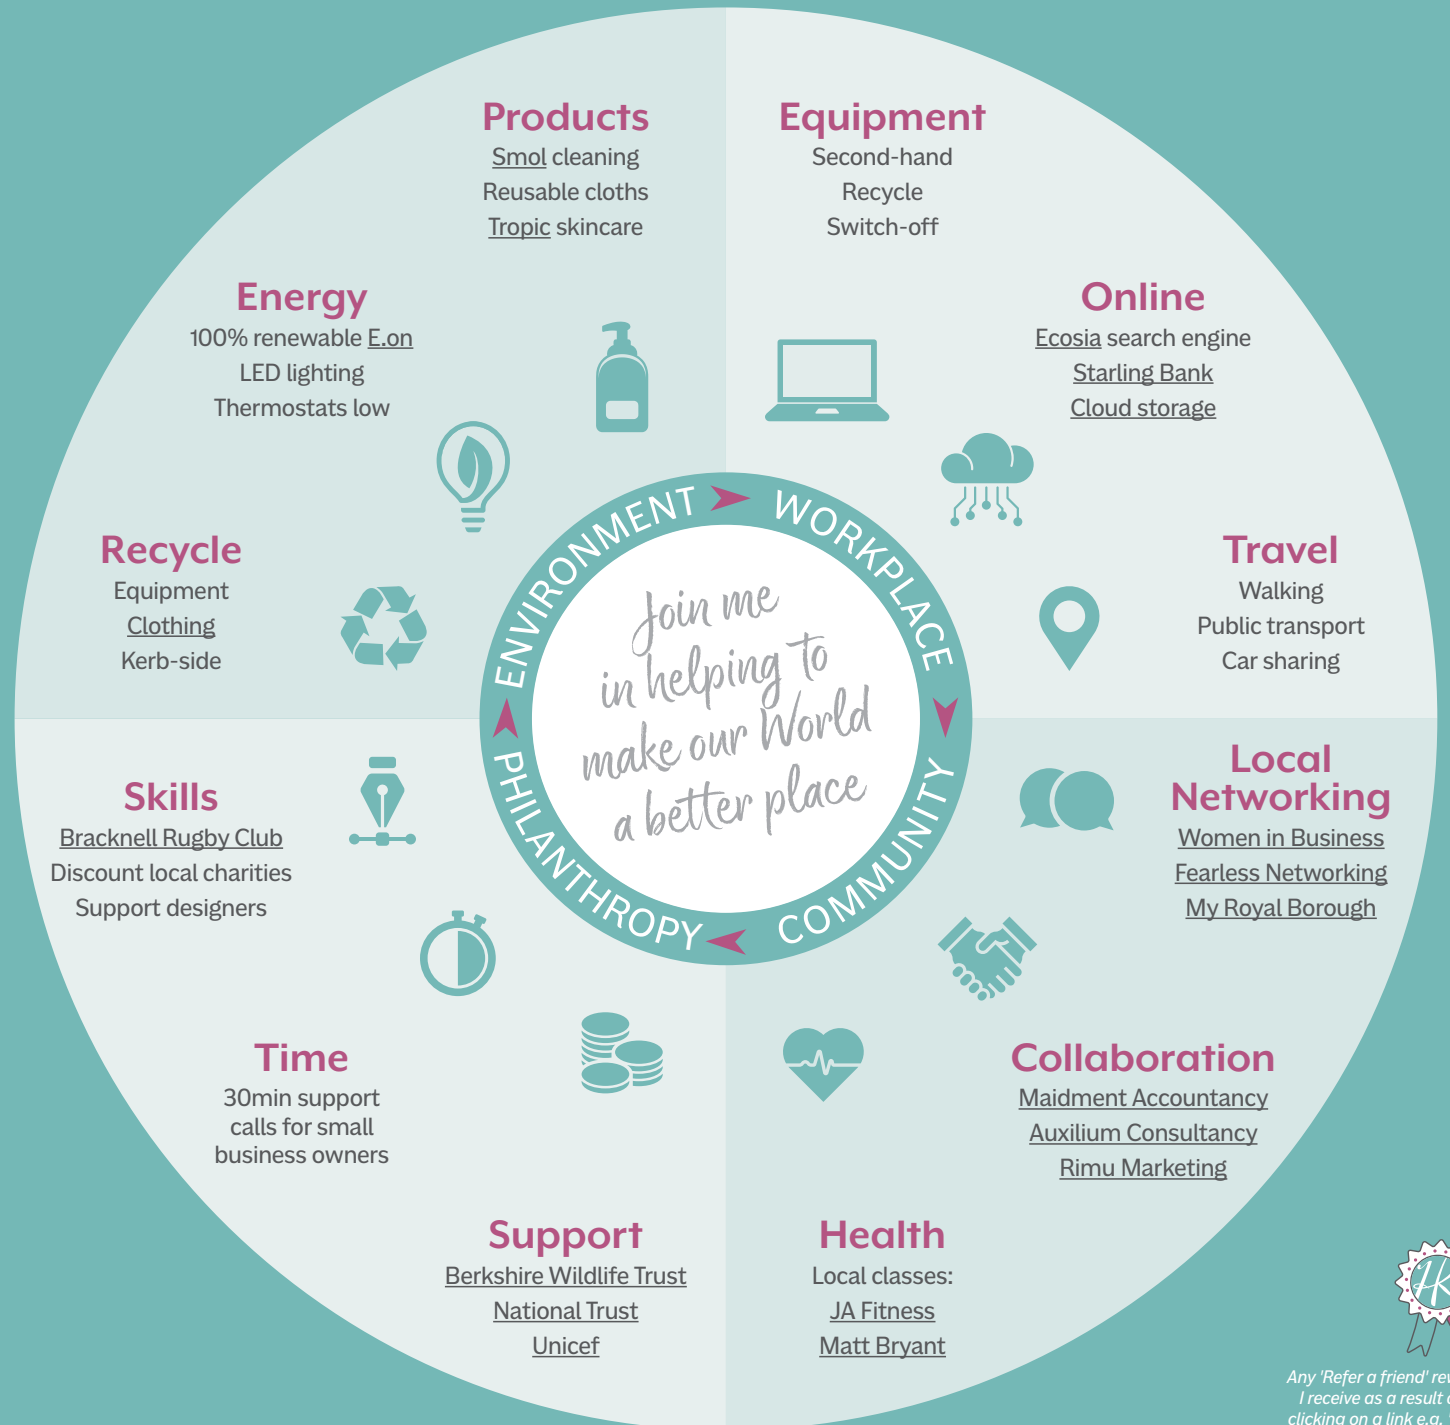 Products
Smol cleaning
Reusable cloths
Tropic skincare
Equipment
Second-hand
Recycle
Switch-off
Energy
100% renewable E.on
LED lighting
Thermostats low
Online
Ecosia search engine
Starling Bank
Cloud storage
Recycle
Equipment
Clothing
Kerb-side
Travel
Walking
Public transport
Car sharing
ENVIRONMENT
WORKPLACE
COMMUNITY
PHILANTHROPY
Join me
in helping to
make our World
a better place
Skills
Bracknell Rugby Club
Discount local charities
Support designers
Local
Networking
Women in Business
Fearless Networking
My Royal Borough
Time
30min support
calls for small
business owners
Collaboration
Maidment Accountancy
Auxilium Consultancy
Rimu Marketing
Support
Berkshire Wildlife Trust
National Trust
Unicef
Health
Local classes:
JA Fitness
Matt Bryant
Any 'Refer a friend'
I receive as a result
clicking on a link e.g.